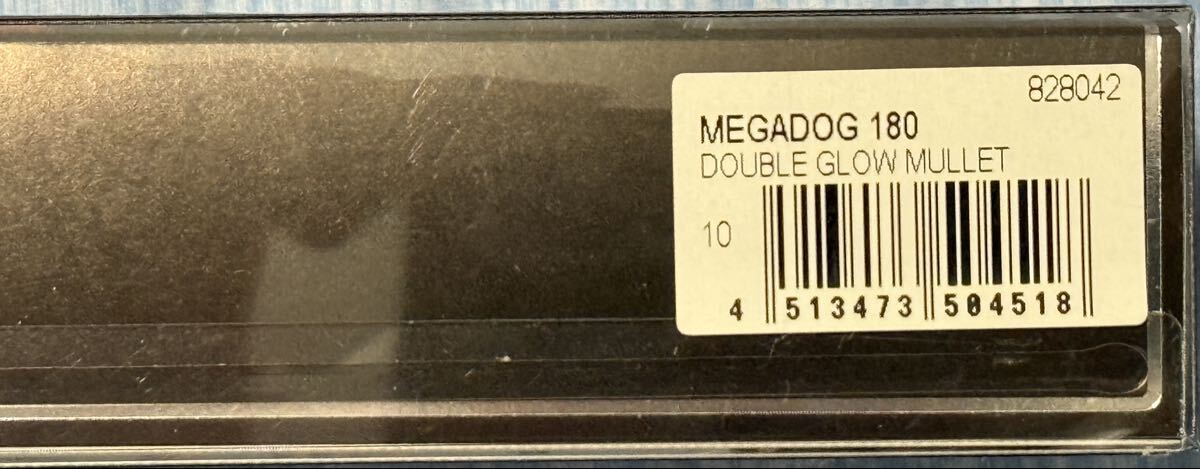 828042
MEGADOG 180
DOUBLE GLOW MULLET
10
4 513473 504518